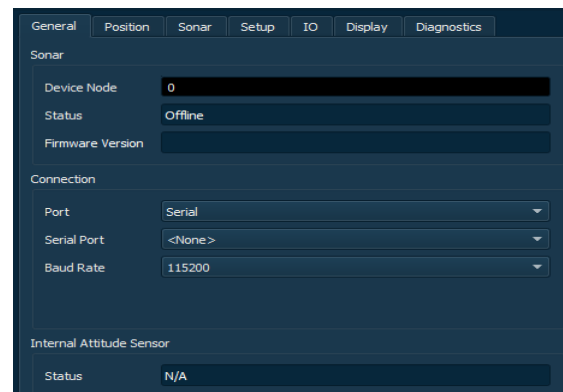 General Position Sonar Setup IO Display Diagnostics
Sonar
Device Node 0
Status Offline
Firmware Version
Connection
Port Serial
Serial Port <None>
Baud Rate 115200
Internal Attitude Sensor
Status N/A